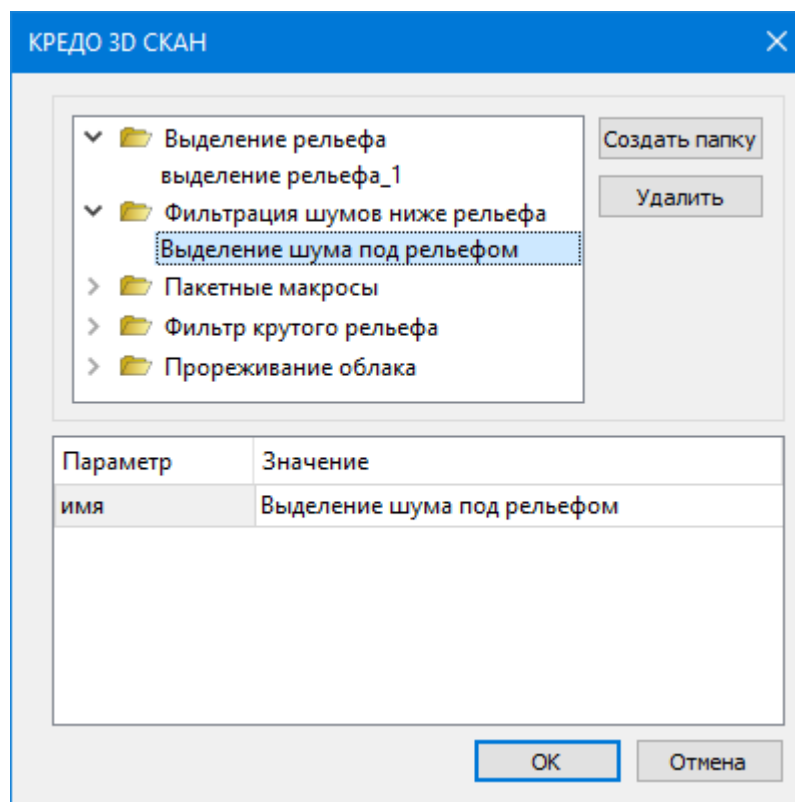 КРЕДО 3D СКАН
Выделение рельефа
выделение рельефа_1
Фильтрация шумов ниже рельефа
Выделение шума под рельефом
Пакетные макросы
Фильтр крутого рельефа
Прореживание облака
Создать папку
Удалить
Параметр Значение
имя Выделение шума под рельефом
OK Отмена